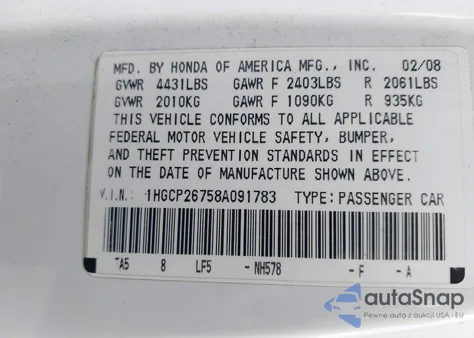 MFD. BY HONDA OF AMERICA MFG., INC. 02/08
GVWR 4431LBS GAWR F 2403LBS R 2061LBS
GVWR 2010KG GAWR F 1090KG R 935KG
THIS VEHICLE CONFORMS TO ALL APPLICABLE
FEDERAL MOTOR VEHICLE SAFETY, BUMPER,
AND THEFT PREVENTION STANDARDS IN EFFECT
ON THE DATE OF MANUFACTURE SHOWN ABOVE.
V.I.N.: 1HGCP26758A091783 TYPE: PASSENGER CAR
TA5 8 LF5 -NH578 -F -A
autoSnap
Pewne auta z aukcji USA i EU